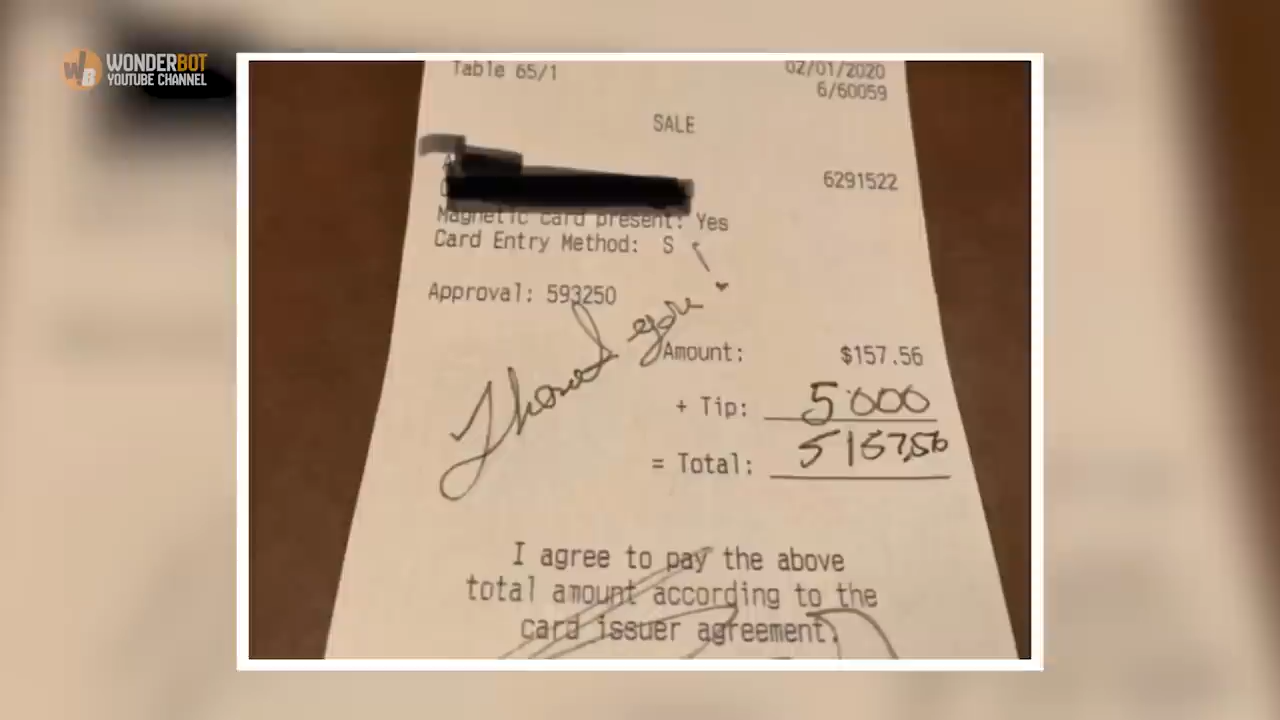 WONDERBOT
YOUTUBE CHANNEL
Table 65/1
02/01/2020
6/60059
SALE
6291522
Magnetic card present: Yes
Card Entry Method: S
Approval: 593250
Thank you
Amount: $157.56
+ Tip: 5000
= Total: 5157,56
I agree to pay the above
total amount according to the
card issuer agreement.